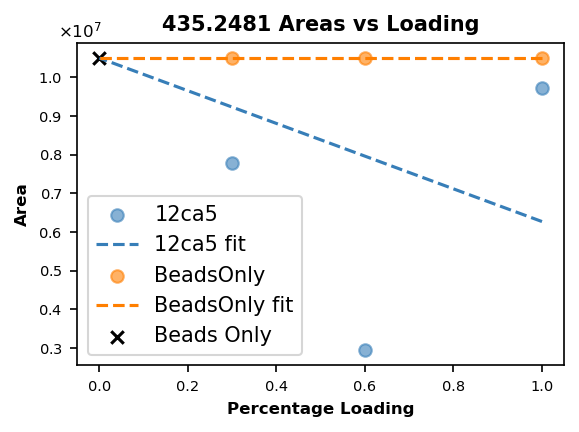 435.2481 Areas vs Loading
×10⁷
1.0
0.9
0.8
0.7
0.6
0.5
0.4
0.3
Area
12ca5
12ca5 fit
BeadsOnly
BeadsOnly fit
Beads Only
0.0 0.2 0.4 0.6 0.8 1.0
Percentage Loading